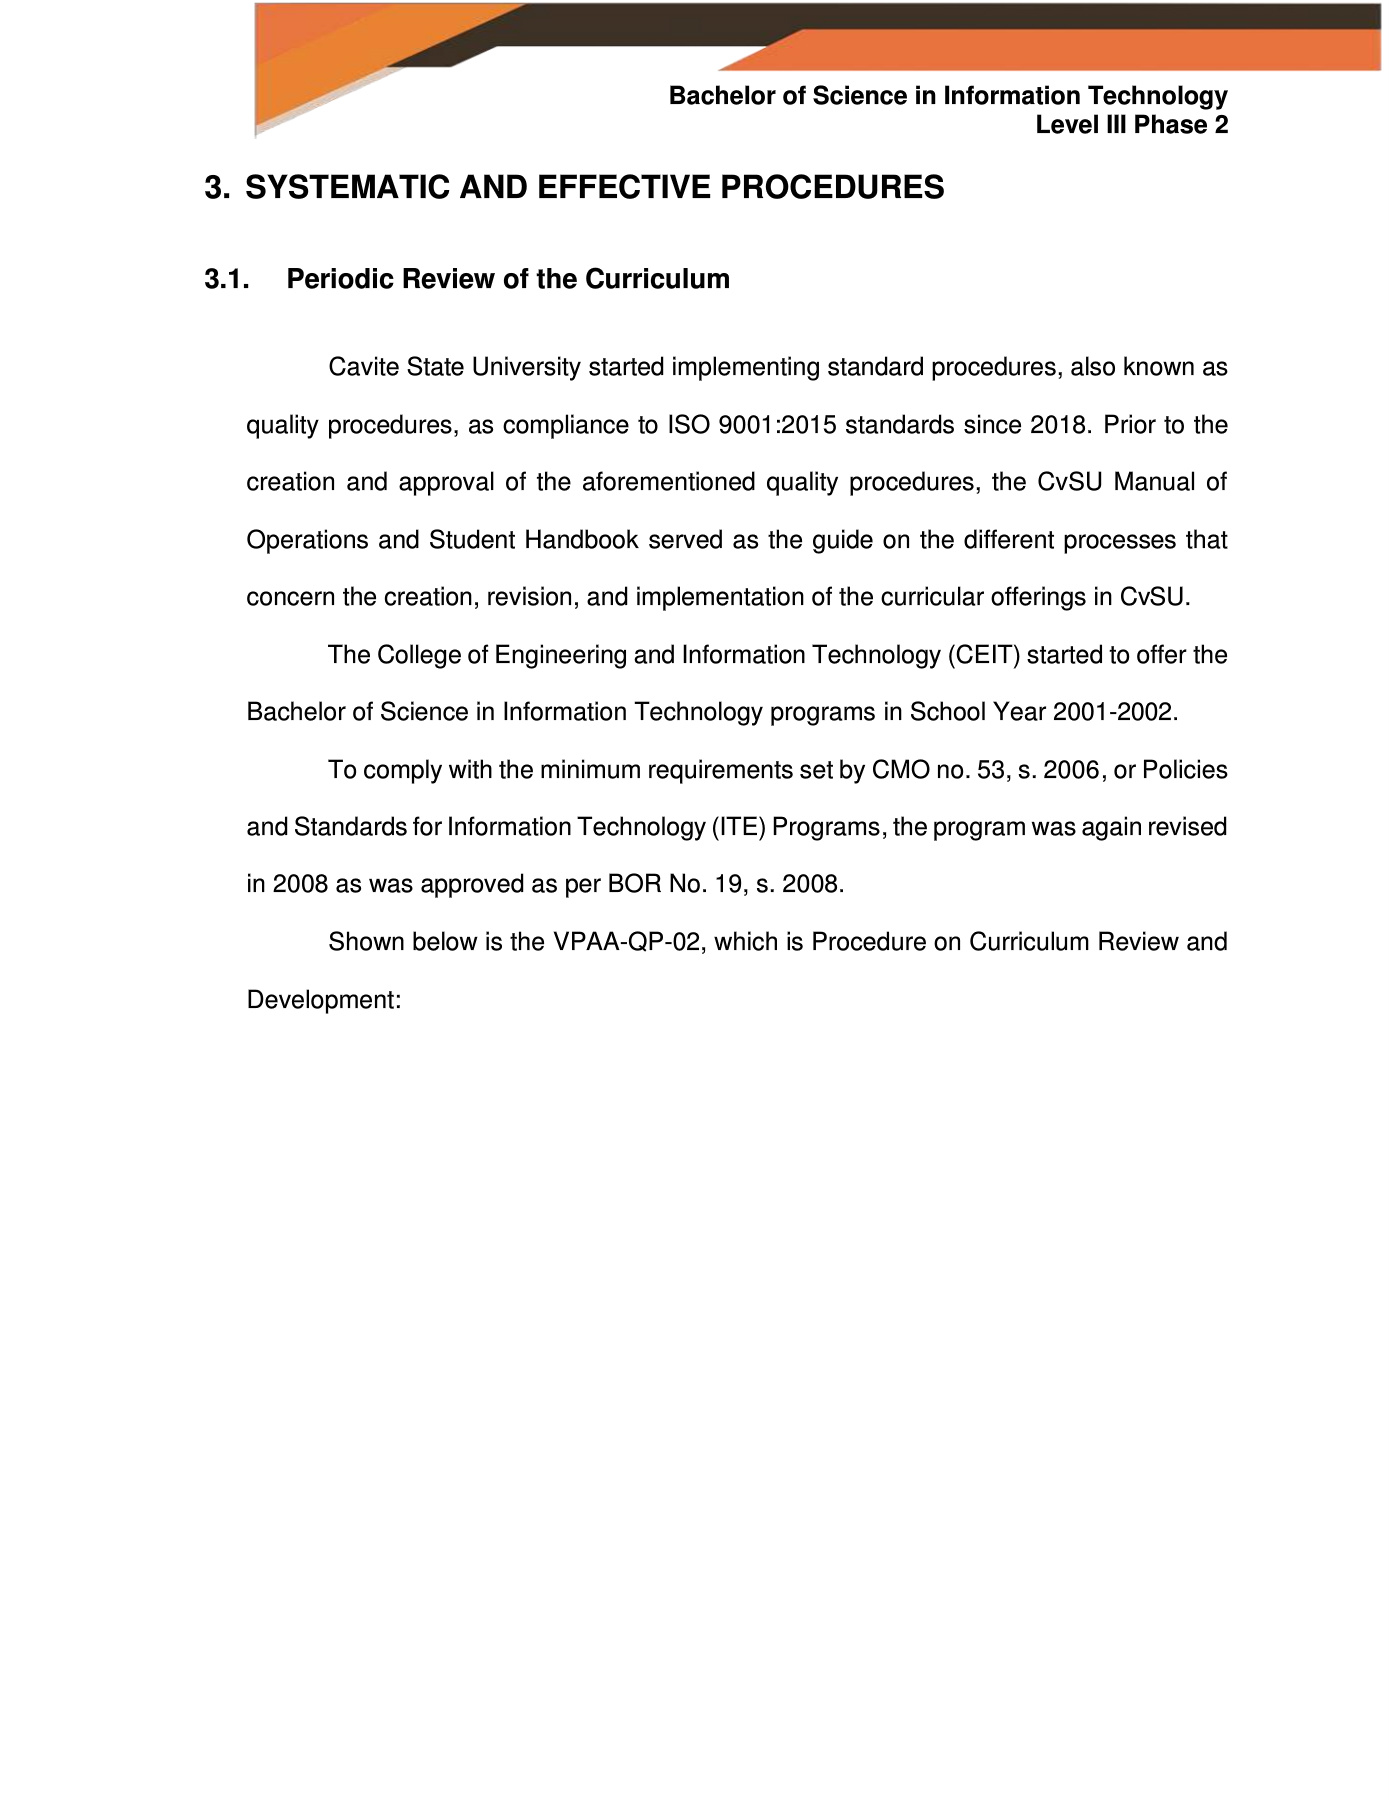 Bachelor of Science in Information Technology
Level III Phase 2
3. SYSTEMATIC AND EFFECTIVE PROCEDURES
3.1. Periodic Review of the Curriculum
Cavite State University started implementing standard procedures, also known as
quality procedures, as compliance to ISO 9001:2015 standards since 2018. Prior to the
creation and approval of the aforementioned quality procedures, the CvSU Manual of
Operations and Student Handbook served as the guide on the different processes that
concern the creation, revision, and implementation of the curricular offerings in CvSU.
The College of Engineering and Information Technology (CEIT) started to offer the
Bachelor of Science in Information Technology programs in School Year 2001-2002.
To comply with the minimum requirements set by CMO no. 53, s. 2006, or Policies
and Standards for Information Technology (ITE) Programs, the program was again revised
in 2008 as was approved as per BOR No. 19, s. 2008.
Shown below is the VPAA-QP-02, which is Procedure on Curriculum Review and
Development: